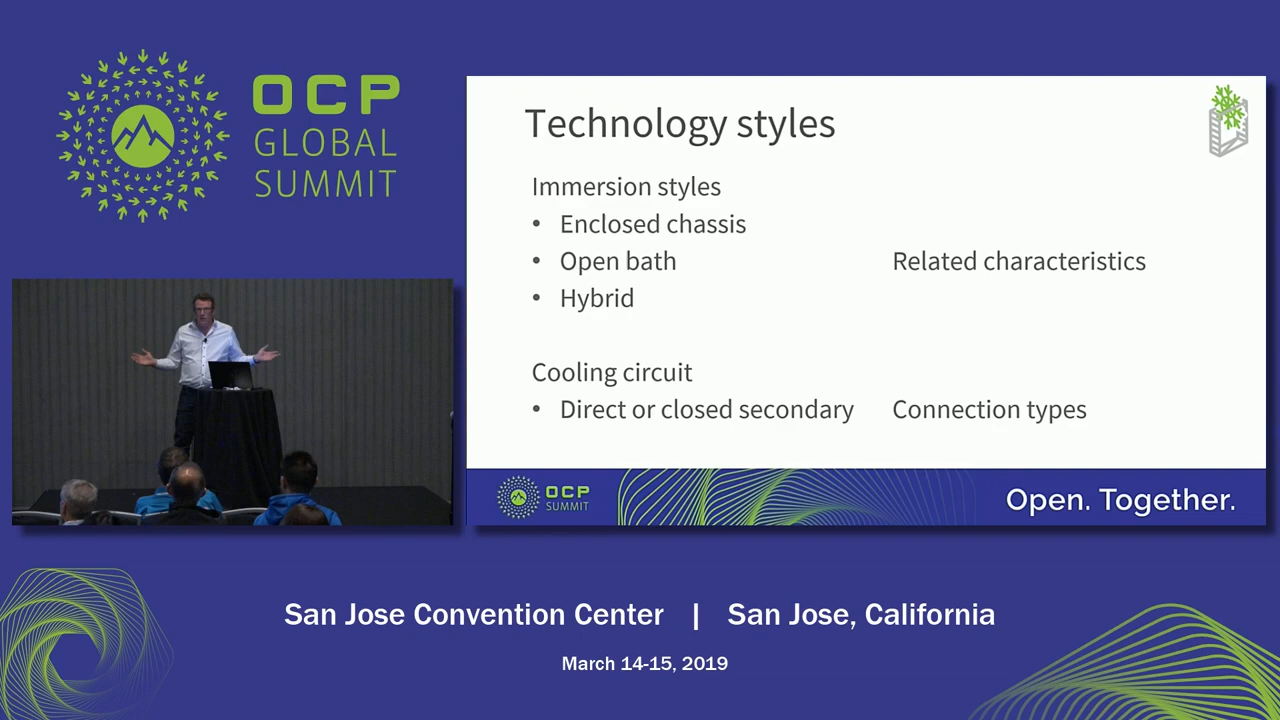 OCP
GLOBAL
SUMMIT
Technology styles
Immersion styles
• Enclosed chassis
• Open bath
Related characteristics
• Hybrid
Cooling circuit
• Direct or closed secondary
Connection types
OCP
SUMMIT
Open. Together.
San Jose Convention Center | San Jose, California
March 14-15, 2019